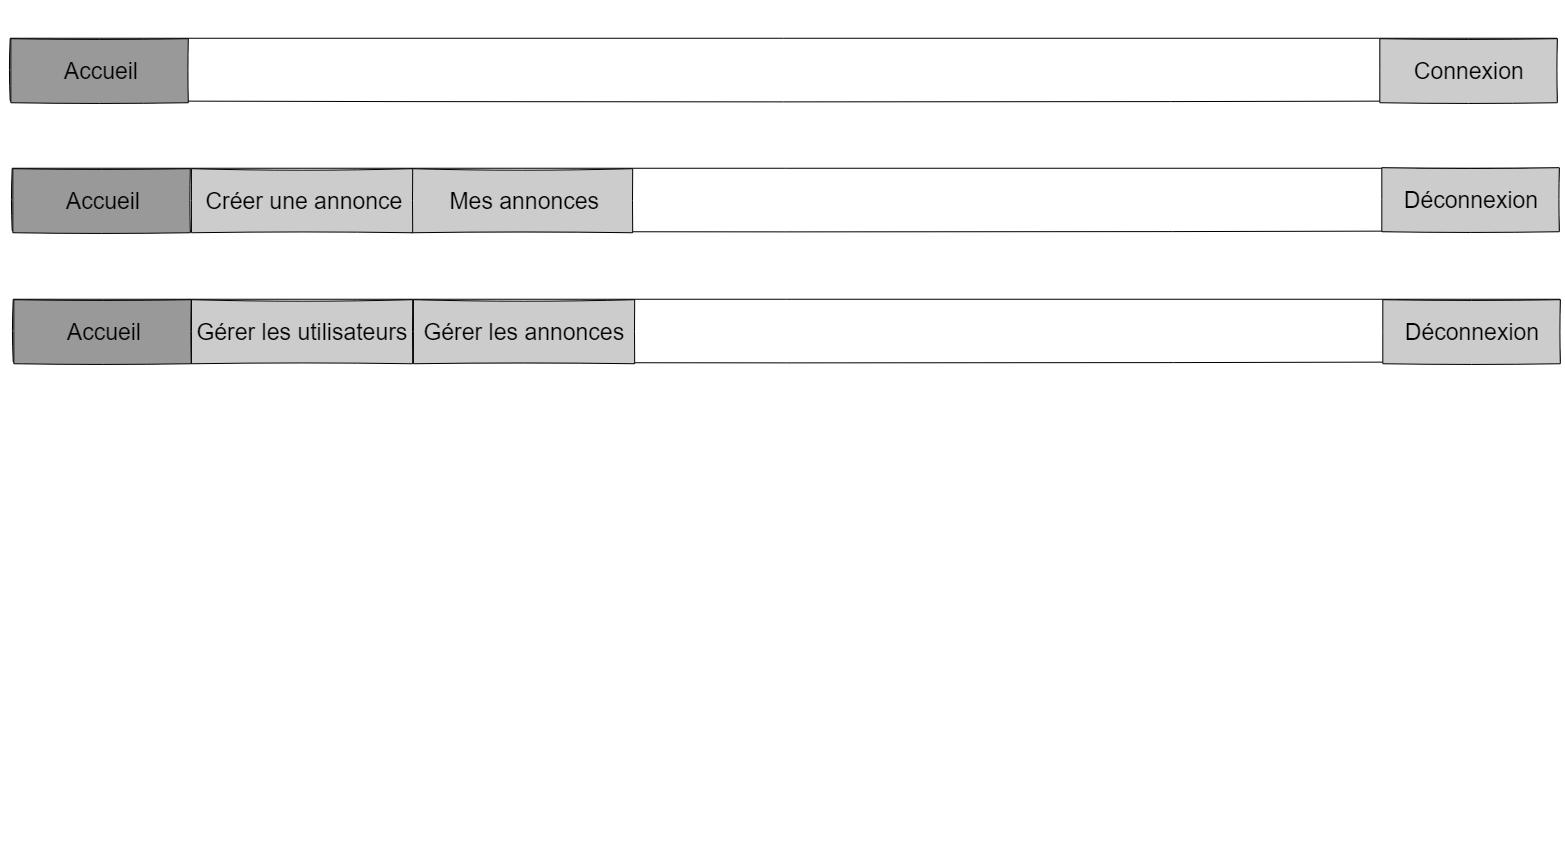 Accueil Connexion
Accueil Créer une annonce Mes annonces Déconnexion
Accueil Gérer les utilisateurs Gérer les annonces Déconnexion